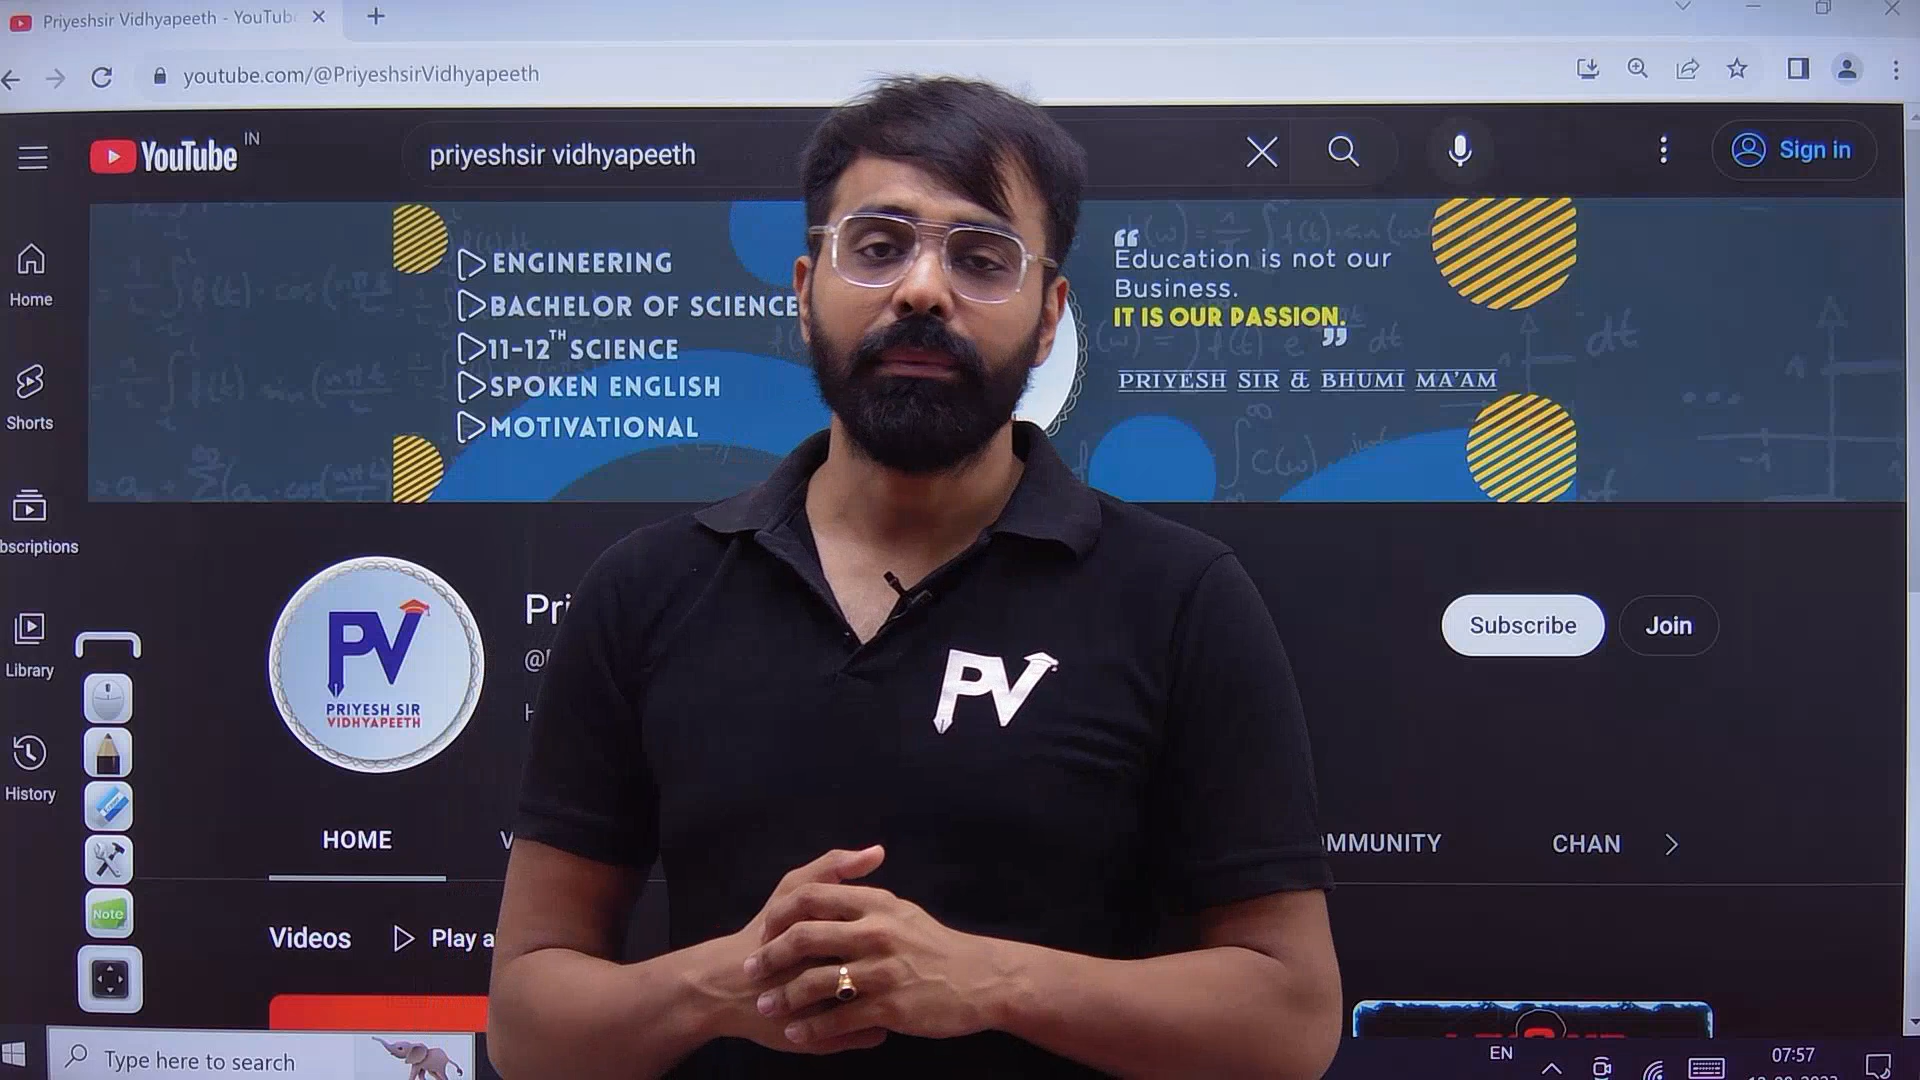 Priyeshsir Vidhyapeeth - YouTub
youtube.com/@PriyeshsirVidhyapeeth
YouTube IN
priyeshsir vidhyapeeth
Sign in
Home
Shorts
bscriptions
Library
History
ENGINEERING
BACHELOR OF SCIENCE
11-12TH SCIENCE
SPOKEN ENGLISH
MOTIVATIONAL
“
Education is not our
Business.
IT IS OUR PASSION.
”
PRIYESH SIR & BHUMI MA'AM
PV
PRIYESH SIR
VIDHYAPEETH
Pri
@
H
Subscribe
Join
PV
Note
HOME
V
OMMUNITY
CHAN
Videos
Play a
Type here to search
EN
07:57